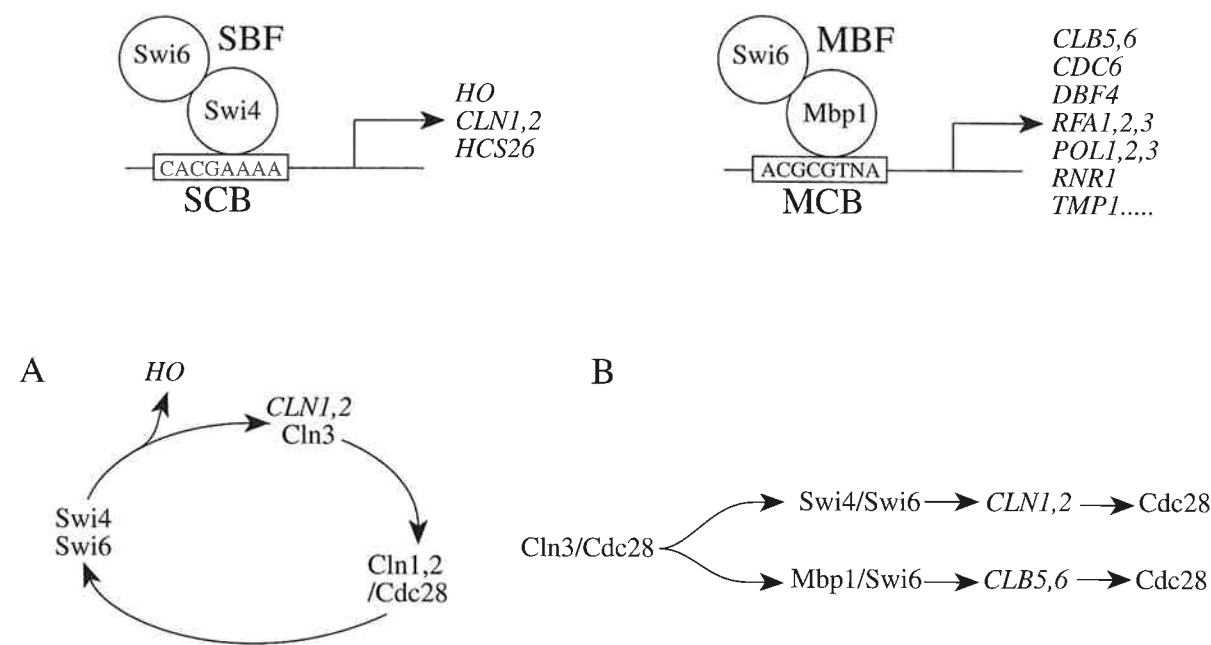 Swi6
SBF
Swi4
HO
CLN1,2
HCS26
CACGAAAA
SCB
Swi6
MBF
Mbp1
CLB5,6
CDC6
DBF4
RFA1,2,3
POL1,2,3
RNR1
TMP1.....
ACGCGTNA
MCB
A
HO
CLN1,2
Cln3
Swi4
Swi6
Cln1,2
/Cdc28
B
Cln3/Cdc28
Swi4/Swi6
CLN1,2
Cdc28
Mbp1/Swi6
CLB5,6
Cdc28